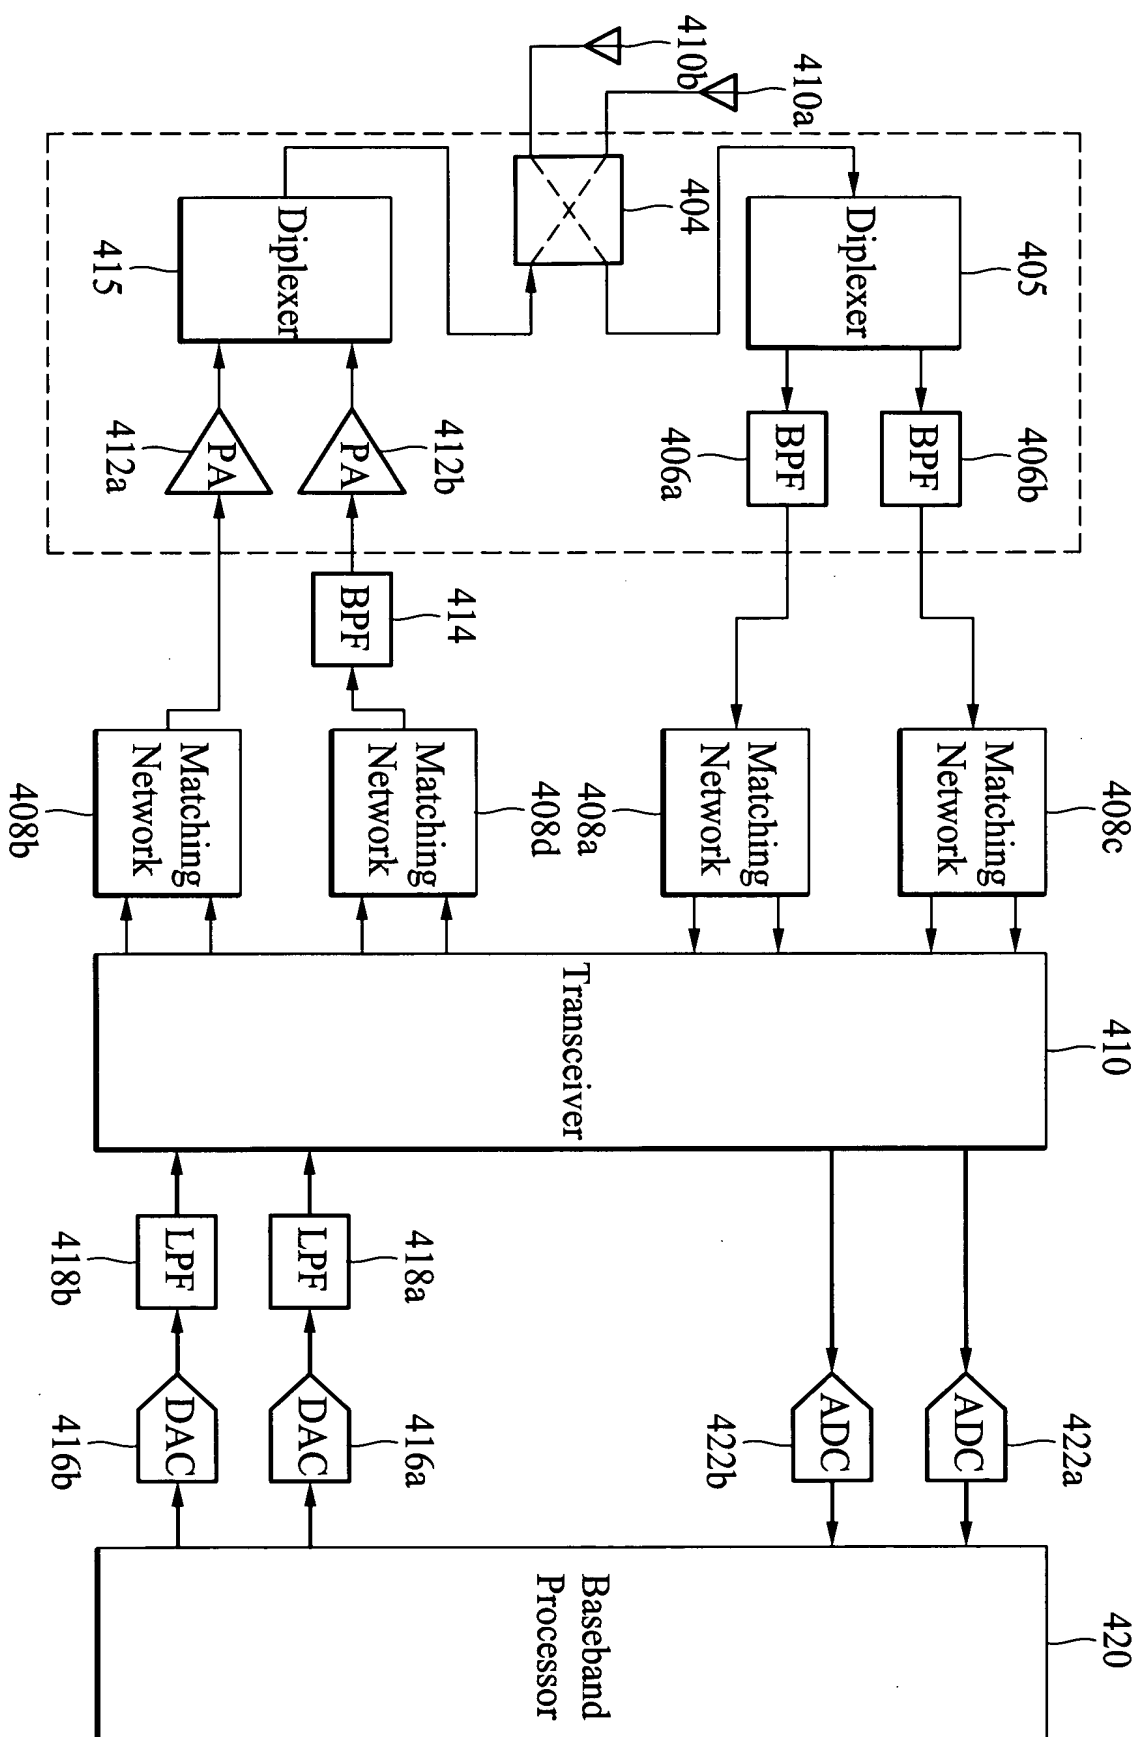 410b
410a
404
Diplexer
405
Diplexer
415
BPF
406b
BPF
406a
PA
412b
PA
412a
BPF
414
Matching
Network
408c
Matching
Network
408a
Matching
Network
408d
Matching
Network
408b
Transceiver
410
LPF
418a
LPF
418b
ADC
422a
ADC
422b
DAC
416a
DAC
416b
Baseband
Processor
420